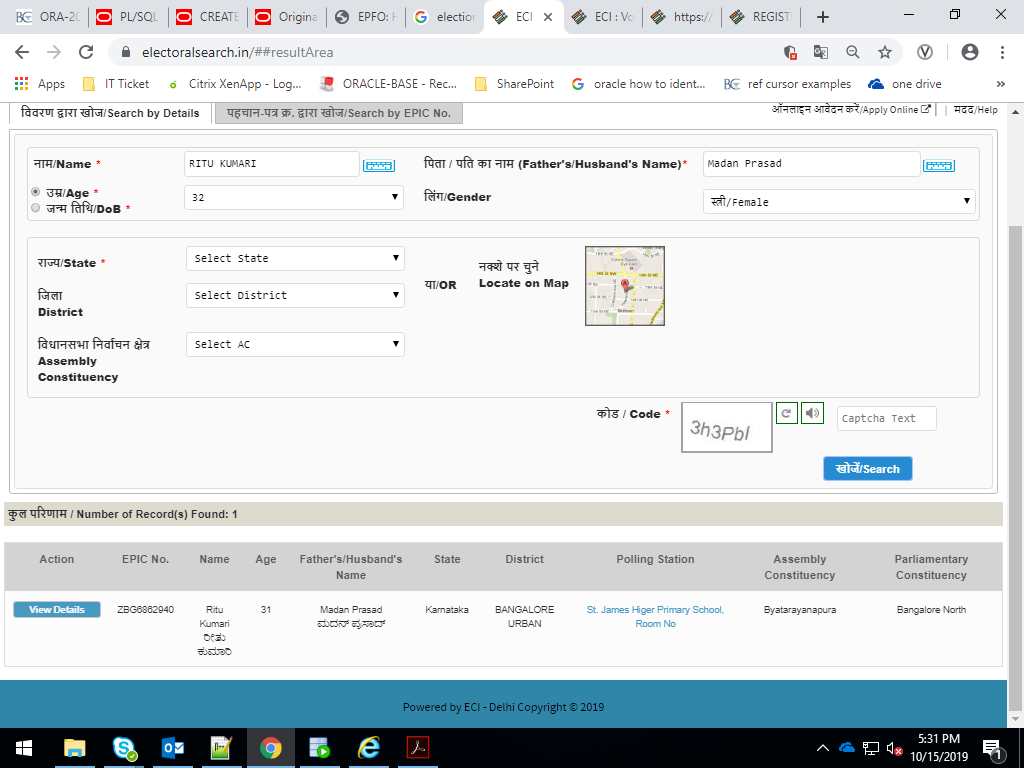 ORA-20
PL/SQL
CREATE
Origina
EPFO: H
election
ECI
ECI : Vo
https:/
REGIST
electoralsearch.in/##resultArea
Apps
IT Ticket
Citrix XenApp - Log...
ORACLE-BASE - Rec...
SharePoint
oracle how to ident...
ref cursor examples
one drive
विवरण द्वारा खोज/Search by Details
पहचान-पत्र क्र. द्वारा खोज/Search by EPIC No.
ऑनलाइन आवेदन करें/Apply Online | | मदद/Help
नाम/Name * RITU KUMARI
पिता / पति का नाम (Father's/Husband's Name)* Madan Prasad
उम्र/Age * 32
जन्म तिथि/DoB *
लिंग/Gender स्त्री/Female
राज्य/State * Select State
जिला
District
Select District
विधानसभा निर्वाचन क्षेत्र
Assembly
Constituency
Select AC
या/OR
नक्शे पर चुने
Locate on Map
कोड / Code * 3h3Pbl Captcha Text
खोजें/Search
कुल परिणाम / Number of Record(s) Found: 1
Action EPIC No. Name Age Father's/Husband's State District Polling Station Assembly Parliamentary
Name Constituency Constituency
View Details ZBG6862940 Ritu 31 Madan Prasad Karnataka BANGALORE St. James Higer Primary School, Byatarayanapura Bangalore North
Kumari ಮದನ್ ಪ್ರಸಾದ್ URBAN Room No
ರೀತು
ಕುಮಾರಿ
Powered by ECI - Delhi Copyright © 2019
5:31 PM
10/15/2019
1